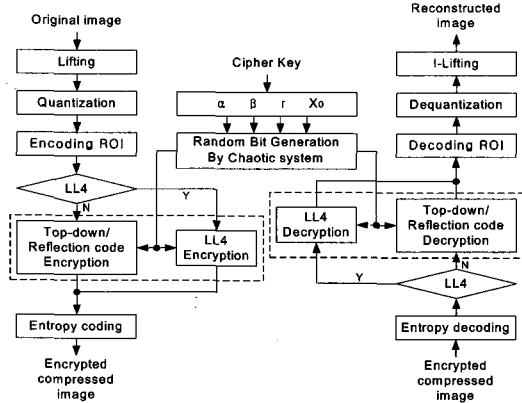 Original image
Lifting
Quantization
Encoding ROI
LL4
Y
N
Top-down/
Reflection code
Encryption
LL4
Encryption
Entropy coding
Encrypted
compressed
image
Cipher Key
α β r X0
Random Bit Generation
By Chaotic system
Reconstructed
image
I-Lifting
Dequantization
Decoding ROI
LL4
Decryption
Top-down/
Reflection code
Decryption
Y
N
LL4
Entropy decoding
Encrypted
compressed
image